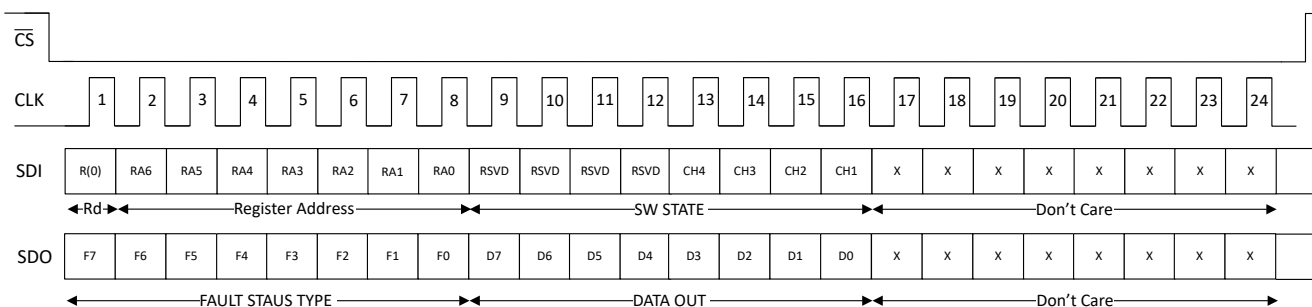 CS
CLK 1 2 3 4 5 6 7 8 9 10 11 12 13 14 15 16 17 18 19 20 21 22 23 24
SDI R(0) RA6 RA5 RA4 RA3 RA2 RA1 RA0 RSVD RSVD RSVD RSVD CH4 CH3 CH2 CH1 X X X X X X X X
Rd Register Address SW STATE Don't Care
SDO F7 F6 F5 F4 F3 F2 F1 F0 D7 D6 D5 D4 D3 D2 D1 D0 X X X X X X X X
FAULT STAUS TYPE DATA OUT Don't Care